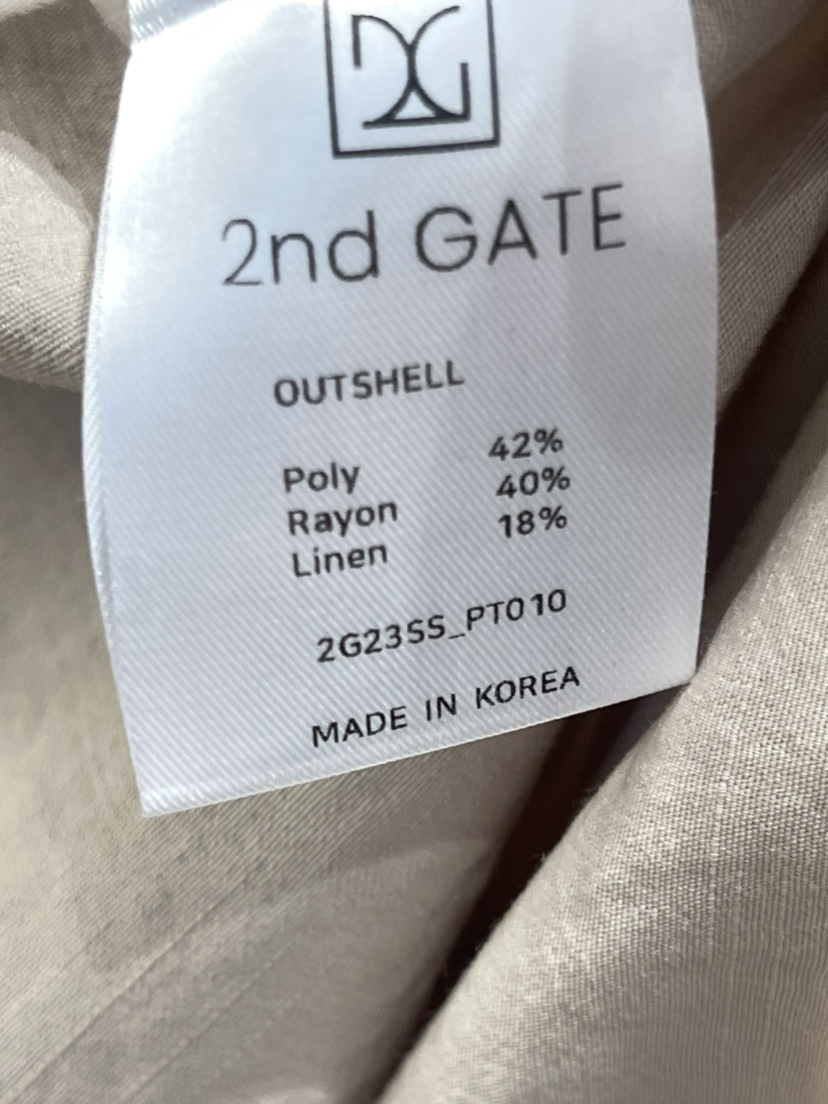 2nd GATE
OUTSHELL
Poly 42%
Rayon 40%
Linen 18%
2G23SS_PT010
MADE IN KOREA